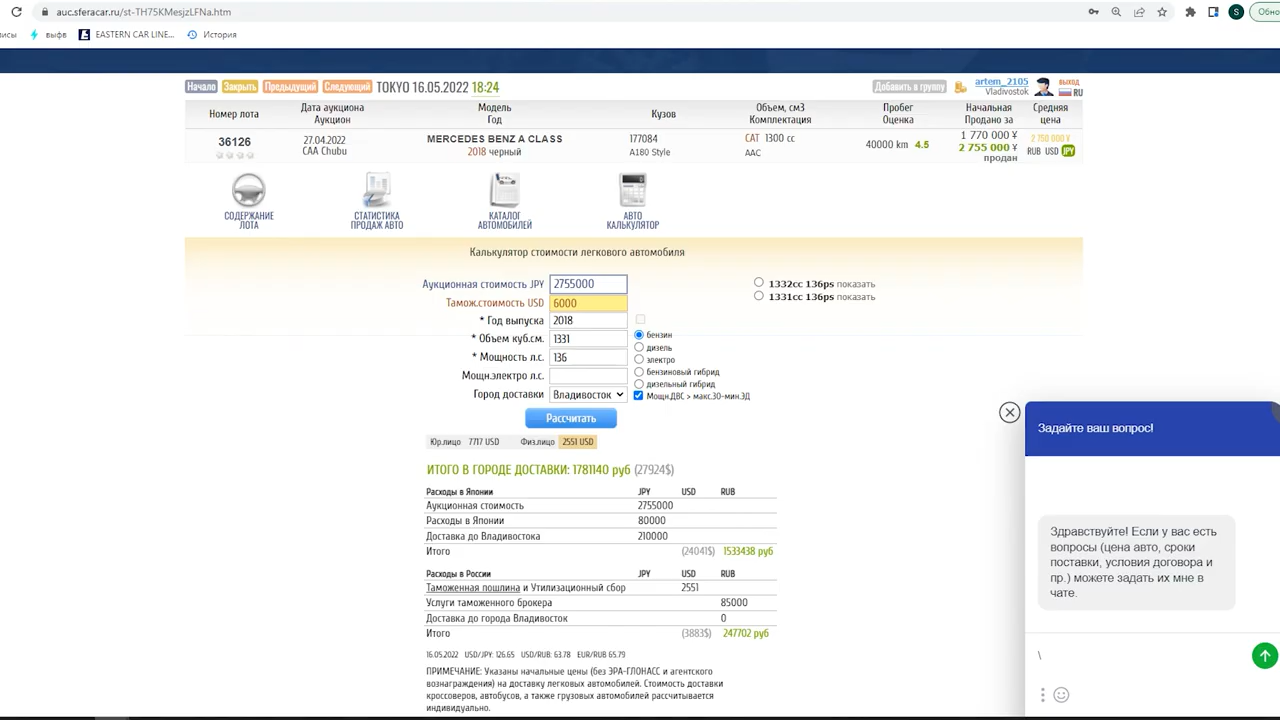 auc.sferacar.ru/st-TH75KMesjzLFNa.htm
Обно
исы выфв EASTERN CAR LINE... История
Начало Закрыть Предыдущий Следующий TOKYO 16.05.2022 18:24 Добавить в группу artem_2105 ВЫХОД
Vladivostok RU
Номер лота Дата аукциона Модель Кузов Объем, см3 Пробег Начальная Средняя
Аукцион Год Комплектация Оценка Продано за цена
36126 27.04.2022 MERCEDES BENZ A CLASS 177084 CAT 1300 cc 40000 km 4.5 1 770 000 ¥ 2 750 000 ¥
CAA Chubu 2018 черный A180 Style AAC 2 755 000 ¥ RUB USD JPY
продан
СОДЕРЖАНИЕ СТАТИСТИКА КАТАЛОГ АВТО
ЛОТА ПРОДАЖ АВТО АВТОМОБИЛЕЙ КАЛЬКУЛЯТОР
Калькулятор стоимости легкового автомобиля
Аукционная стоимость JPY 2755000 1332cc 136ps показать
Тамож.стоимость USD 6000 1331cc 136ps показать
* Год выпуска 2018
* Объем куб.см. 1331 бензин
дизель
* Мощность л.с. 136 электро
Мощн.электро л.с. бензиновый гибрид
дизельный гибрид
Город доставки Владивосток Мощн.ДВС > макс.30-мин.ЭД
Рассчитать
Юр.лицо 7717 USD Физ.лицо 2551 USD
ИТОГО В ГОРОДЕ ДОСТАВКИ: 1781140 руб (27924$)
Расходы в Японии JPY USD RUB
Аукционная стоимость 2755000
Расходы в Японии 80000
Доставка до Владивостока 210000
Итого (24041$) 1533438 руб
Расходы в России JPY USD RUB
Таможенная пошлина и Утилизационный сбор 2551
Услуги таможенного брокера 85000
Доставка до города Владивосток 0
Итого (3883$) 247702 руб
16.05.2022 USD/JPY: 126.65 USD/RUB: 63.78 EUR/RUB 65.79
ПРИМЕЧАНИЕ: Указаны начальные цены (без ЭРА-ГЛОНАСС и агентского
вознаграждения) на доставку легковых автомобилей. Стоимость доставки
кроссоверов, автобусов, а также грузовых автомобилей рассчитывается
индивидуально.
Задайте ваш вопрос!
Здравствуйте! Если у вас есть
вопросы (цена авто, сроки
поставки, условия договора и
пр.) можете задать их мне в
чате.
\